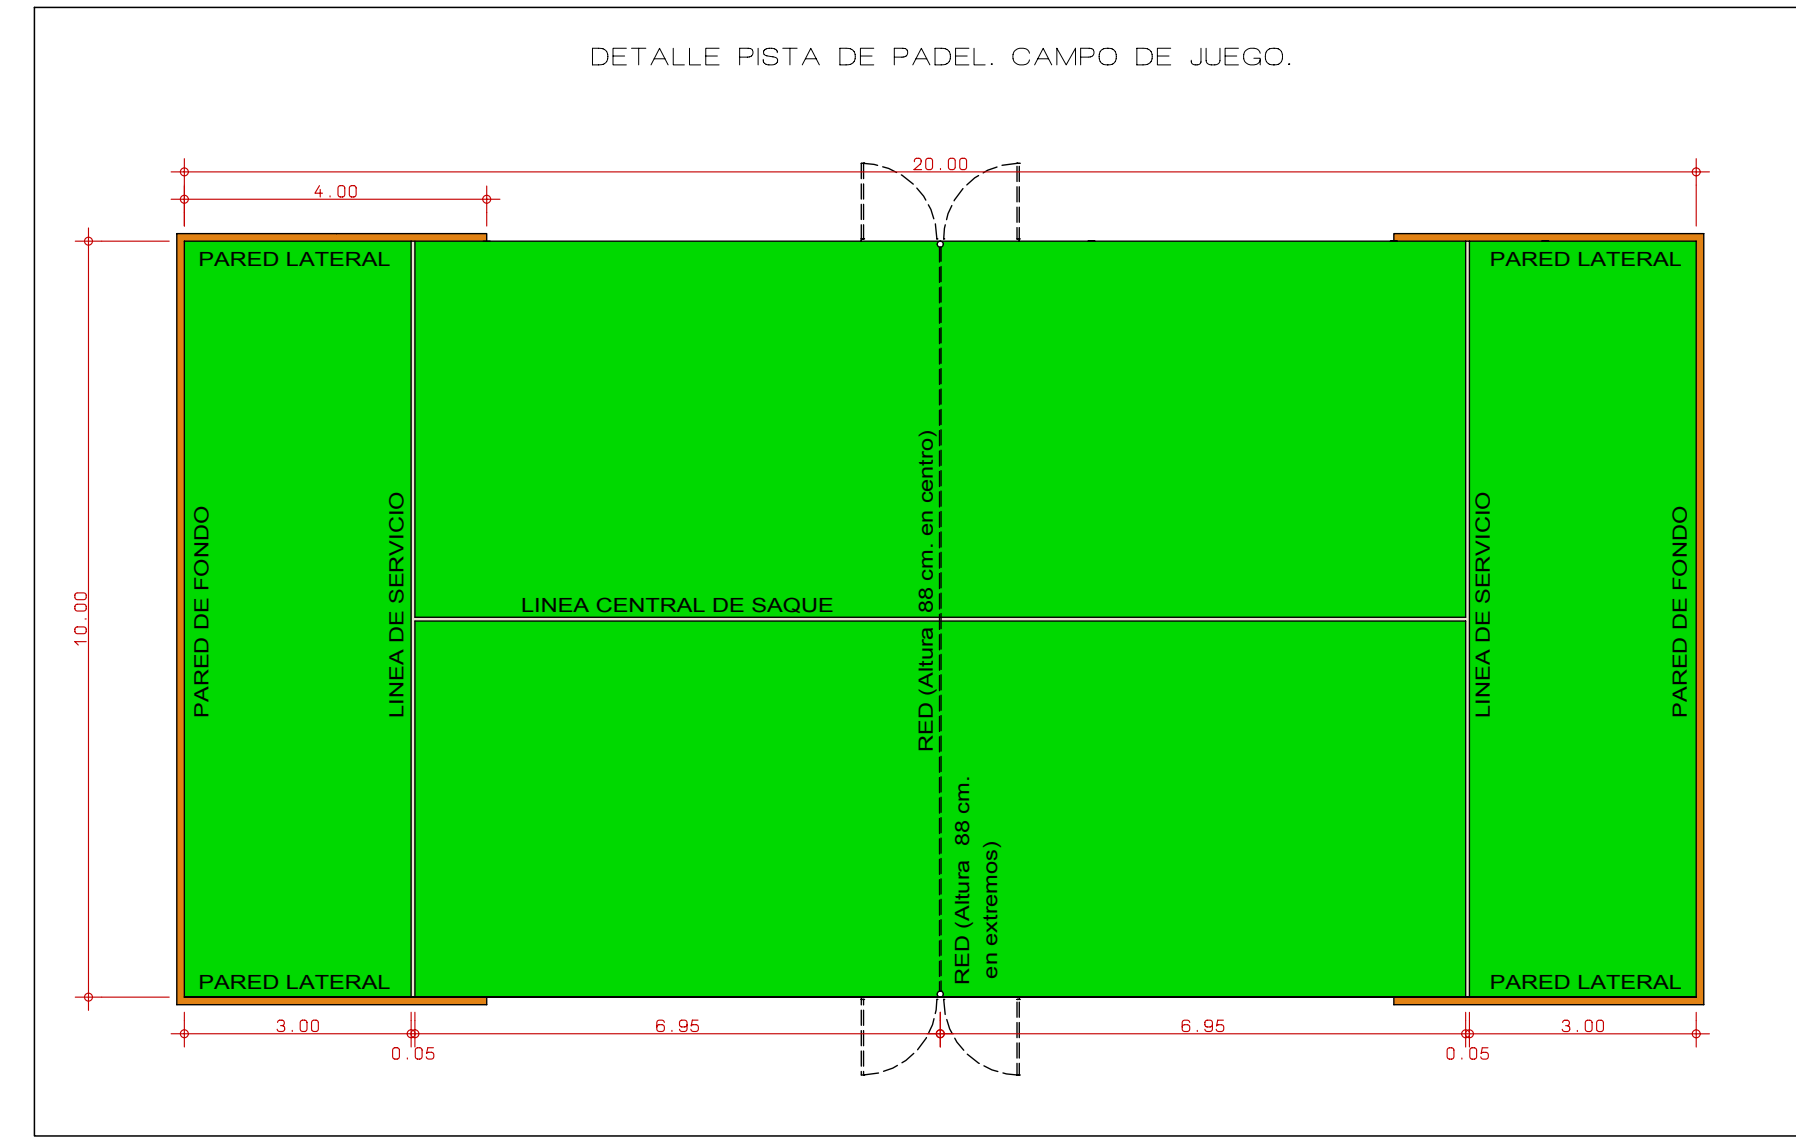 DETALLE PISTA DE PADEL. CAMPO DE JUEGO.
20.00
4.00
PARED LATERAL
PARED LATERAL
10.00
PARED DE FONDO
LINEA DE SERVICIO
LINEA CENTRAL DE SAQUE
RED (Altura 88 cm. en centro)
RED (Altura 88 cm.
en extremos)
LINEA DE SERVICIO
PARED DE FONDO
PARED LATERAL
PARED LATERAL
3.00
6.95
6.95
3.00
0.05
0.05